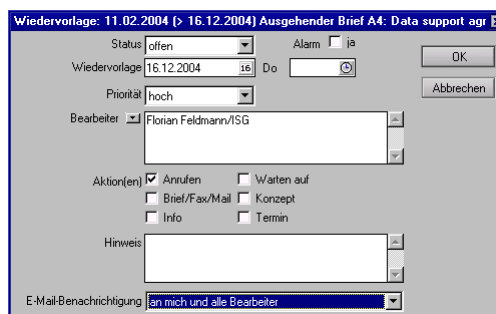 Wiedervorlage: 11.02.2004 (> 16.12.2004) Ausgehender Brief A4: Data support agr
Status offen Alarm ja
OK
Wiedervorlage 16.12.2004 16 Do
Abbrechen
Priorität hoch
Bearbeiter Florian Feldmann/ISG
Aktion(en) Anrufen Warten auf
Brief/Fax/Mail Konzept
Info Termin
Hinweis
E-Mail-Benachrichtigung an mich und alle Bearbeiter